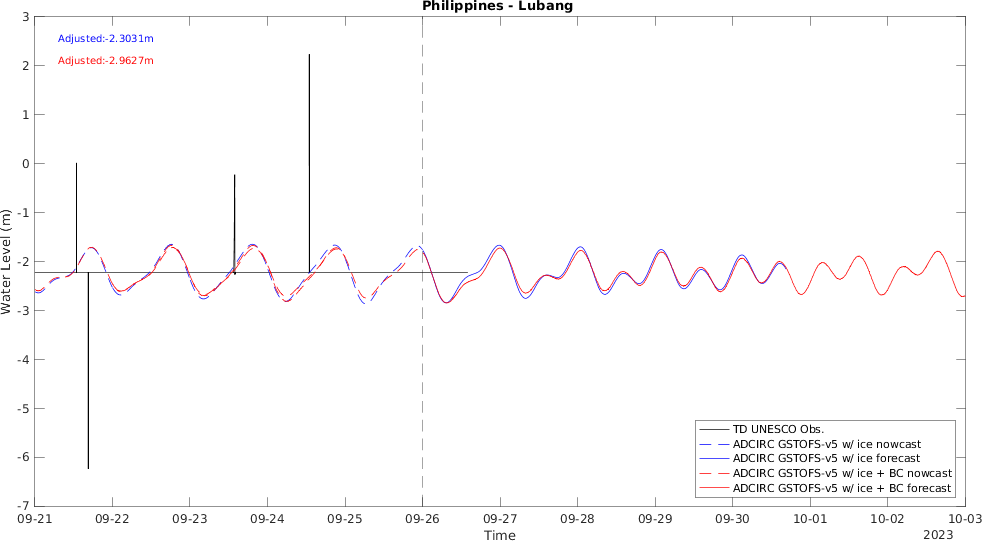 Philippines - Lubang
Adjusted:-2.3031m
Adjusted:-2.9627m
Water Level (m)
3
2
1
0
-1
-2
-3
-4
-5
-6
-7
TD UNESCO Obs.
ADCIRC GSTOFS-v5 w/ ice nowcast
ADCIRC GSTOFS-v5 w/ ice forecast
ADCIRC GSTOFS-v5 w/ ice + BC nowcast
ADCIRC GSTOFS-v5 w/ ice + BC forecast
09-21 09-22 09-23 09-24 09-25 09-26 09-27 09-28 09-29 09-30 10-01 10-02 10-03
Time
2023